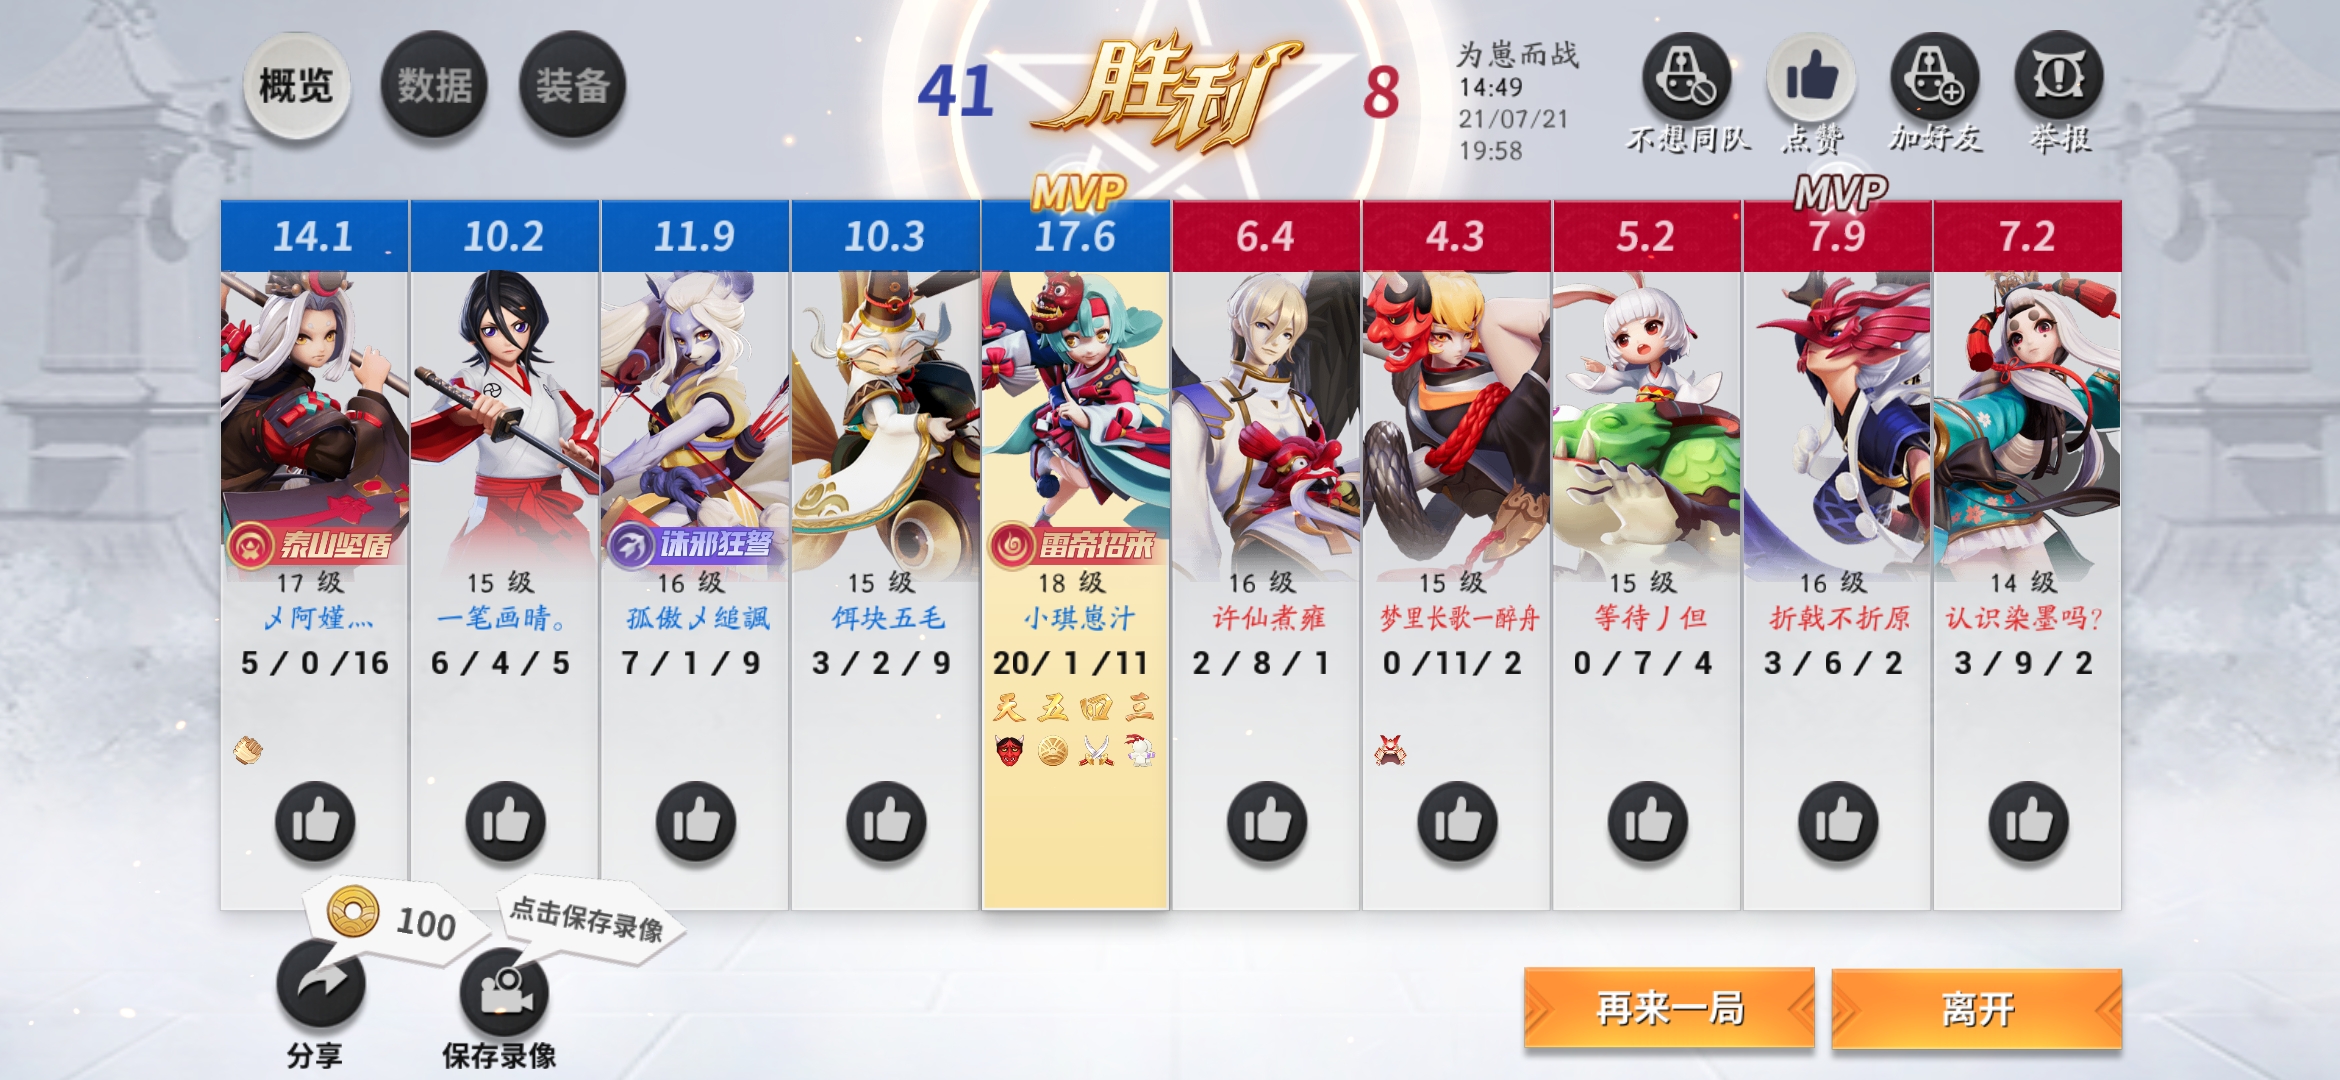 概览
数据
装备
41
胜利
8
为崽而战
14:49
21/07/21
19:58
不想同队
点赞
加好友
举报
MVP
MVP
14.1
10.2
11.9
10.3
17.6
6.4
4.3
5.2
7.9
7.2
泰山坚盾
诛邪狂弩
雷帝招来
17 级
15 级
16 级
15 级
18 级
16 级
15 级
15 级
16 级
14 级
乄阿墐灬
一笔画晴。
孤傲乄缒諷
饵块五毛
小琪崽汁
许仙煮雍
梦里长歌一醉舟
等待丿但
折戟不折原
认识染墨吗?
5 / 0 /16
6 / 4 / 5
7 / 1 / 9
3 / 2 / 9
20/ 1 /11
2 / 8 / 1
0 /11/ 2
0 / 7 / 4
3 / 6 / 2
3 / 9 / 2
天 五 四 三
100
点击保存录像
分享
保存录像
再来一局
离开